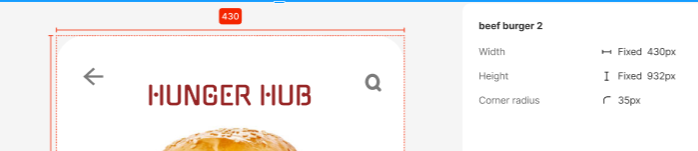 430
beef burger 2
Width Fixed 430px
Height Fixed 932px
Corner radius 35px
HUNGER HUB